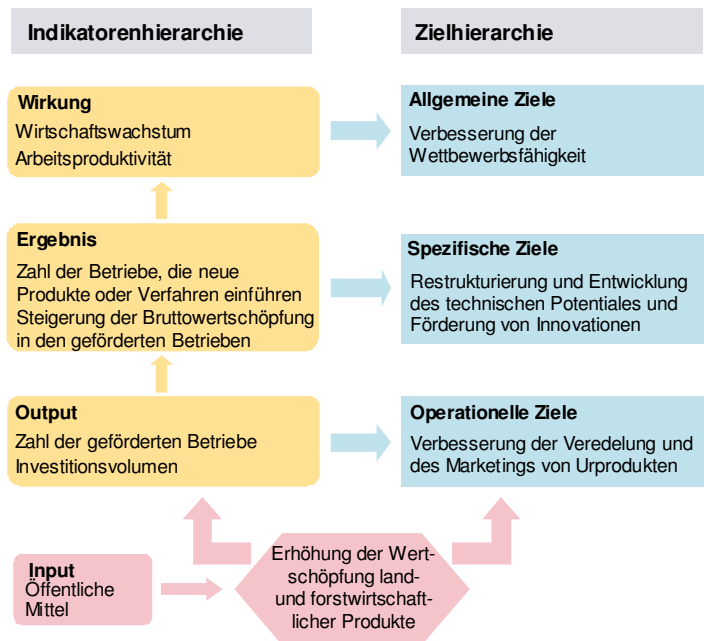 Indikatorenhierarchie
Zielhierarchie
Wirkung
Wirtschaftswachstum
Arbeitsproduktivität
Allgemeine Ziele
Verbesserung der
Wettbewerbsfähigkeit
Ergebnis
Zahl der Betriebe, die neue
Produkte oder Verfahren einführen
Steigerung der Bruttowertschöpfung
in den geförderten Betrieben
Spezifische Ziele
Restrukturierung und Entwicklung
des technischen Potentiales und
Förderung von Innovationen
Output
Zahl der geförderten Betriebe
Investitionsvolumen
Operationelle Ziele
Verbesserung der Veredelung und
des Marketings von Urprodukten
Input
Öffentliche
Mittel
Erhöhung der Wert-
schöpfung land-
und forstwirtschaft-
licher Produkte